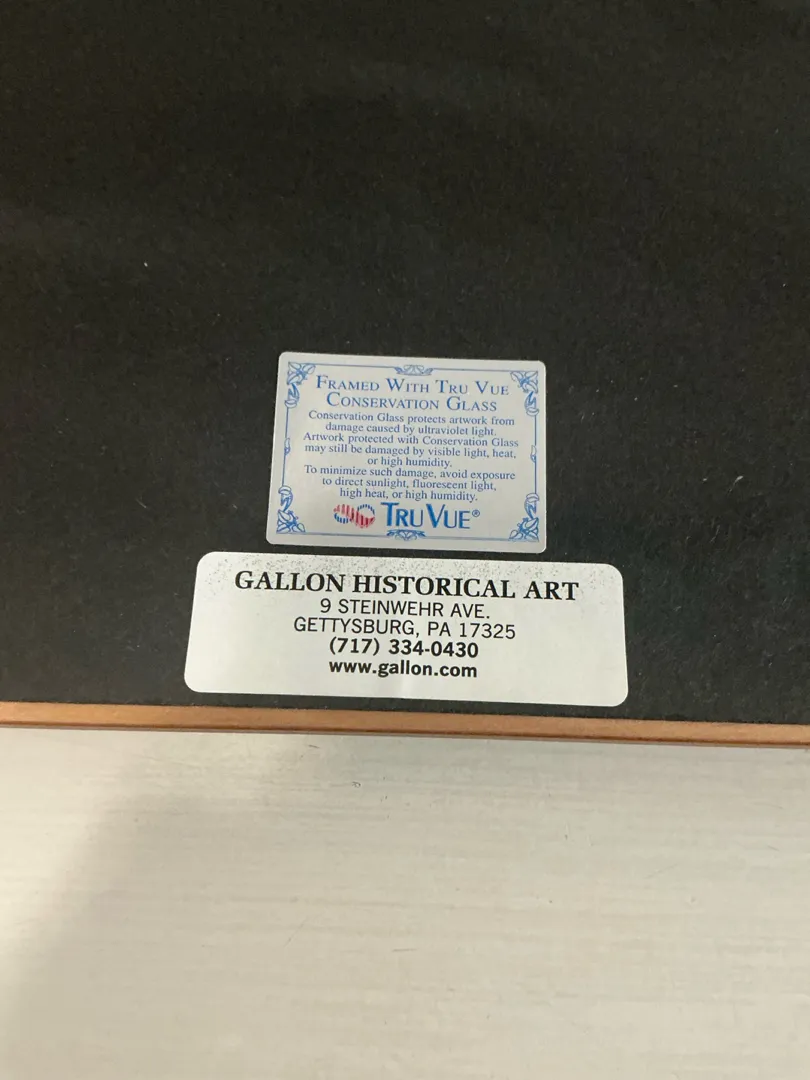 FRAMED WITH TRU VUE
CONSERVATION GLASS
Conservation Glass protects artwork from
damage caused by ultraviolet light.
Artwork protected with Conservation Glass
may still be damaged by visible light, heat,
or high humidity.
To minimize such damage, avoid exposure
to direct sunlight, fluorescent light,
high heat, or high humidity.
TRU VUE®
GALLON HISTORICAL ART
9 STEINWEHR AVE.
GETTYSBURG, PA 17325
(717) 334-0430
www.gallon.com